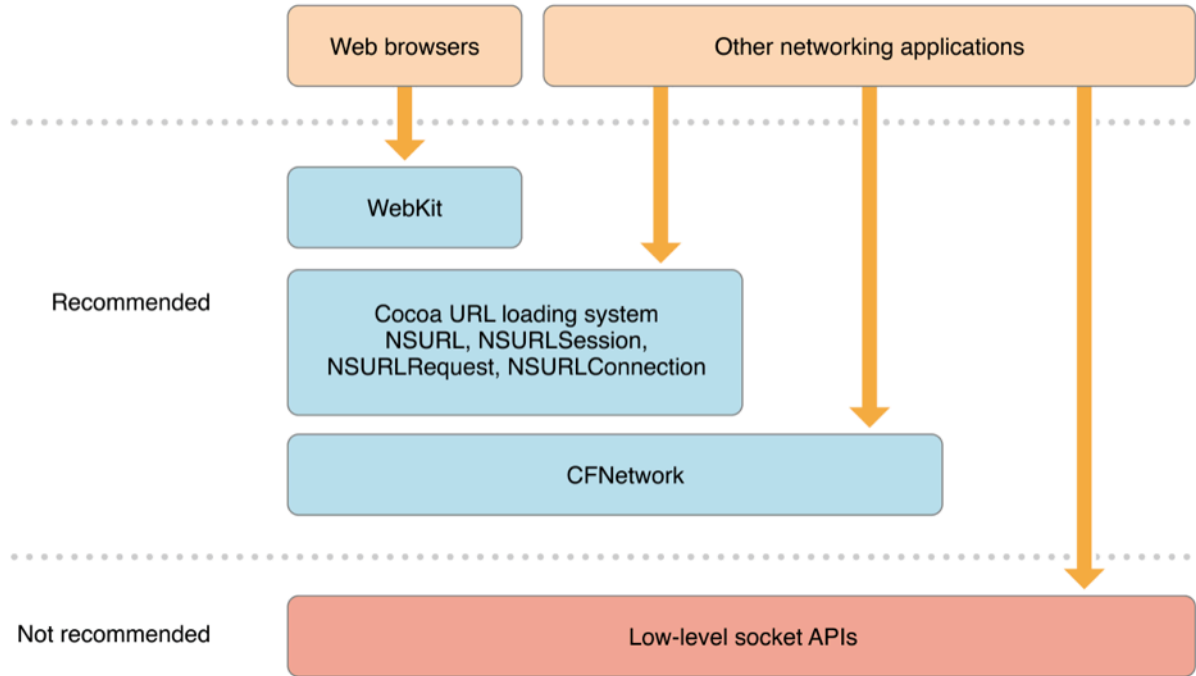 Web browsers
Other networking applications
WebKit
Recommended
Cocoa URL loading system
NSURL, NSURLSession,
NSURLRequest, NSURLConnection
CFNetwork
Not recommended
Low-level socket APIs